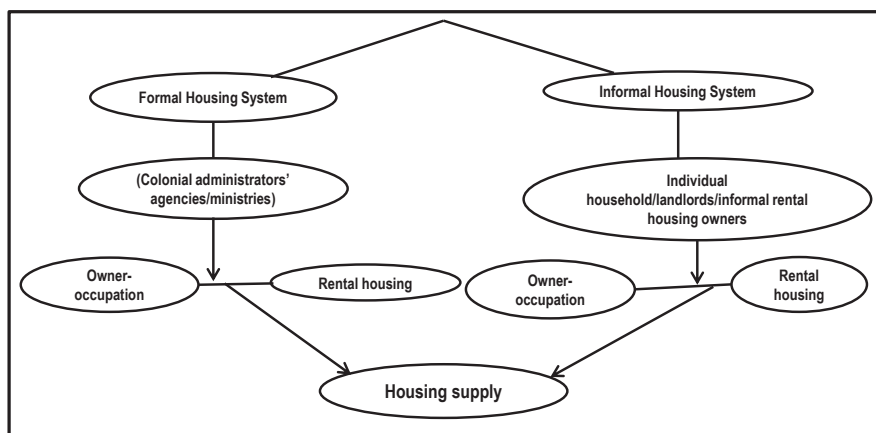 Formal Housing System
Informal Housing System
(Colonial administrators'
agencies/ministries)
Individual
household/landlords/informal rental
housing owners
Owner-
occupation
Rental housing
Owner-
occupation
Rental
housing
Housing supply